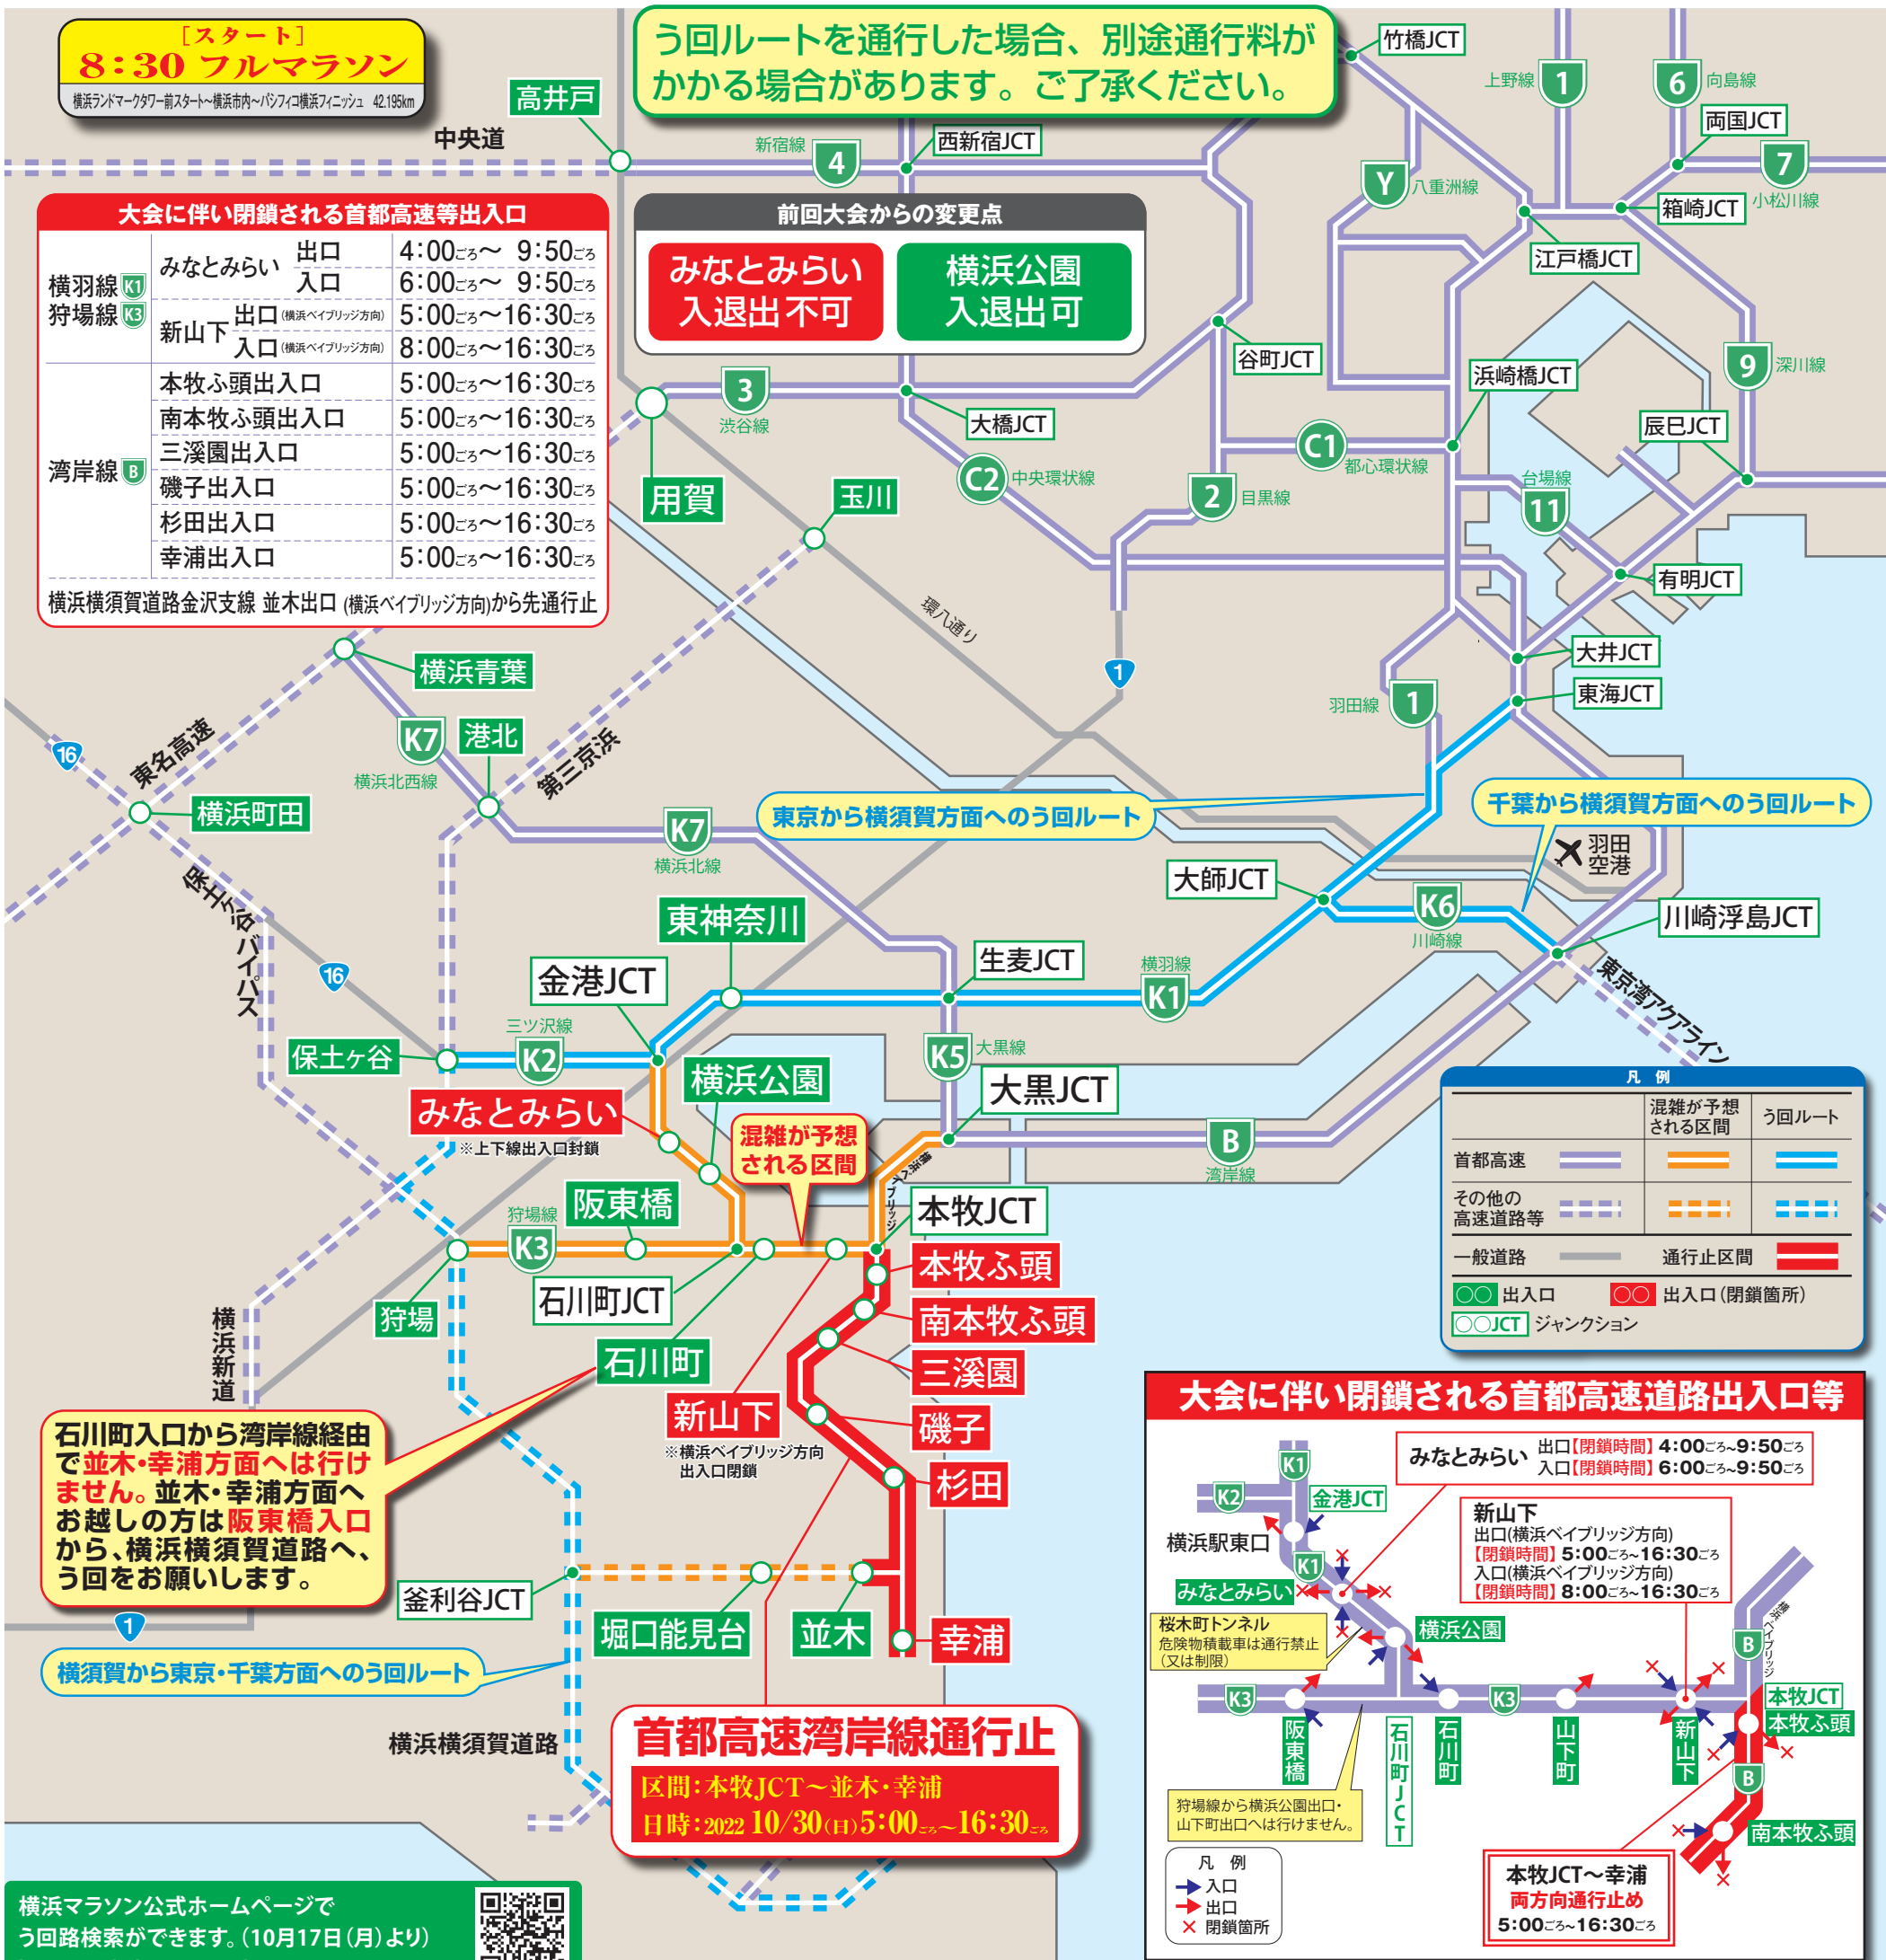 [スタート]
8:30 フルマラソン
横浜ランドマークタワー前スタート〜横浜市内〜パシフィコ横浜フィニッシュ 42.195km
う回ルートを通行した場合、別途通行料が
かかる場合があります。ご了承ください。
竹橋JCT
上野線
1
6
向島線
高井戸
中央道
新宿線
4
西新宿JCT
両国JCT
7
小松川線
Y
八重洲線
箱崎JCT
江戸橋JCT
大会に伴い閉鎖される首都高速等出入口
横羽線 K1
狩場線 K3
みなとみらい 出口 4:00ごろ〜 9:50ごろ
入口 6:00ごろ〜 9:50ごろ
新山下 出口(横浜ベイブリッジ方向) 5:00ごろ〜16:30ごろ
入口(横浜ベイブリッジ方向) 8:00ごろ〜16:30ごろ
湾岸線 B
本牧ふ頭出入口 5:00ごろ〜16:30ごろ
南本牧ふ頭出入口 5:00ごろ〜16:30ごろ
三溪園出入口 5:00ごろ〜16:30ごろ
磯子出入口 5:00ごろ〜16:30ごろ
杉田出入口 5:00ごろ〜16:30ごろ
幸浦出入口 5:00ごろ〜16:30ごろ
横浜横須賀道路金沢支線 並木出口 (横浜ベイブリッジ方向)から先通行止
前回大会からの変更点
みなとみらい
入退出 不可
横浜公園
入退出 可
谷町JCT
浜崎橋JCT
9
深川線
3
渋谷線
大橋JCT
辰巳JCT
C1
都心環状線
C2
中央環状線
用賀
玉川
2
目黒線
台場線
11
有明JCT
環八通り
1
大井JCT
東海JCT
羽田線
1
横浜青葉
K7
横浜北西線
港北
16
東名高速
第三京浜
横浜町田
K7
横浜北線
東京から横須賀方面へのう回ルート
千葉から横須賀方面へのう回ルート
羽田
空港
大師JCT
K6
川崎線
川崎浮島JCT
保土ヶ谷バイパス
16
東神奈川
金港JCT
生麦JCT
横羽線
K1
東京湾アクアライン
三ツ沢線
K2
保土ヶ谷
横浜公園
K5
大黒線
大黒JCT
みなとみらい
※上下線出入口封鎖
混雑が予想
される区間
横浜ベイブリッジ
B
湾岸線
阪東橋
狩場線
K3
本牧JCT
凡 例
混雑が予想
される区間
う回ルート
首都高速
その他の
高速道路等
一般道路
通行止区間
○○ 出入口
○○ 出入口(閉鎖箇所)
○○JCT ジャンクション
石川町JCT
狩場
横浜新道
石川町
本牧ふ頭
南本牧ふ頭
三溪園
新山下
※横浜ベイブリッジ方向
出入口閉鎖
磯子
杉田
石川町入口から湾岸線経由
で並木・幸浦方面へは行け
ません。並木・幸浦方面へ
お越しの方は阪東橋入口
から、横浜横須賀道路へ、
う回をお願いします。
釜利谷JCT
堀口能見台
並木
幸浦
1
横須賀から東京・千葉方面へのう回ルート
横浜横須賀道路
首都高速湾岸線通行止
区間:本牧JCT〜並木・幸浦
日時:2022 10/30(日)5:00ごろ〜16:30ごろ
大会に伴い閉鎖される首都高速道路出入口等
みなとみらい
出口【閉鎖時間】4:00ごろ~9:50ごろ
入口【閉鎖時間】6:00ごろ~9:50ごろ
K1
K2
金港JCT
横浜駅東口
K1
みなとみらい
新山下
出口(横浜ベイブリッジ方向)
【閉鎖時間】5:00ごろ~16:30ごろ
入口(横浜ベイブリッジ方向)
【閉鎖時間】8:00ごろ~16:30ごろ
桜木町トンネル
危険物積載車は通行禁止
(又は制限)
横浜公園
B
横浜ベイブリッジ
K3
K3
本牧JCT
本牧ふ頭
阪東橋
石川町JCT
石川町
山下町
新山下
B
狩場線から横浜公園出口・
山下町出口へは行けません。
南本牧ふ頭
凡 例
入口
出口
閉鎖箇所
本牧JCT〜幸浦
両方向通行止め
5:00ごろ~16:30ごろ
横浜マラソン公式ホームページで
う回路検索ができます。(10月17日(月)より)